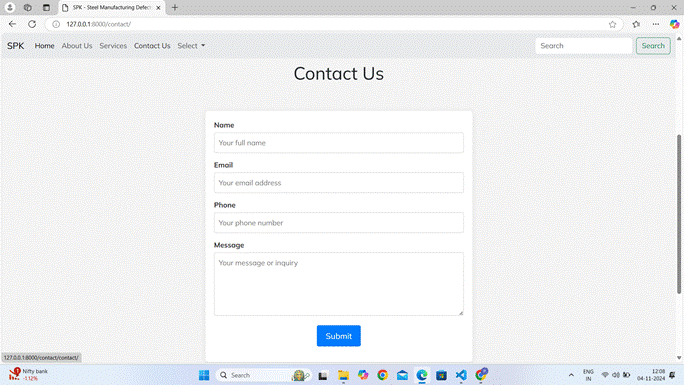 SPK - Steel Manufacturing Defect
127.0.0.1:8000/contact/
SPK Home About Us Services Contact Us Select Search Search
Contact Us
Name
Your full name
Email
Your email address
Phone
Your phone number
Message
Your message or inquiry
Submit
127.0.0.1:8000/contact/contact/
Nifty bank
-1.12%
Search
ENG
IN
12:08
04-11-2024